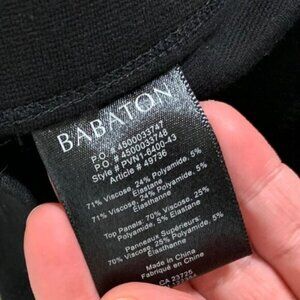 BABATON
P.O. # 4500033747
P.O. # 4500033748
Style # PVN1-6400-43
Article # 49736
71% Viscose, 24% Polyamide, 5%
Elastane
71% Viscose, 24% Polyamide, 5%
Élasthanne
Top Panels: 70% Viscose, 25%
Polyamide, 5% Elastane
Panneaux Supérieurs:
70% Viscose, 25% Polyamide, 5%
Élasthanne
Made in China
Fabriqué en Chine
CA 23725